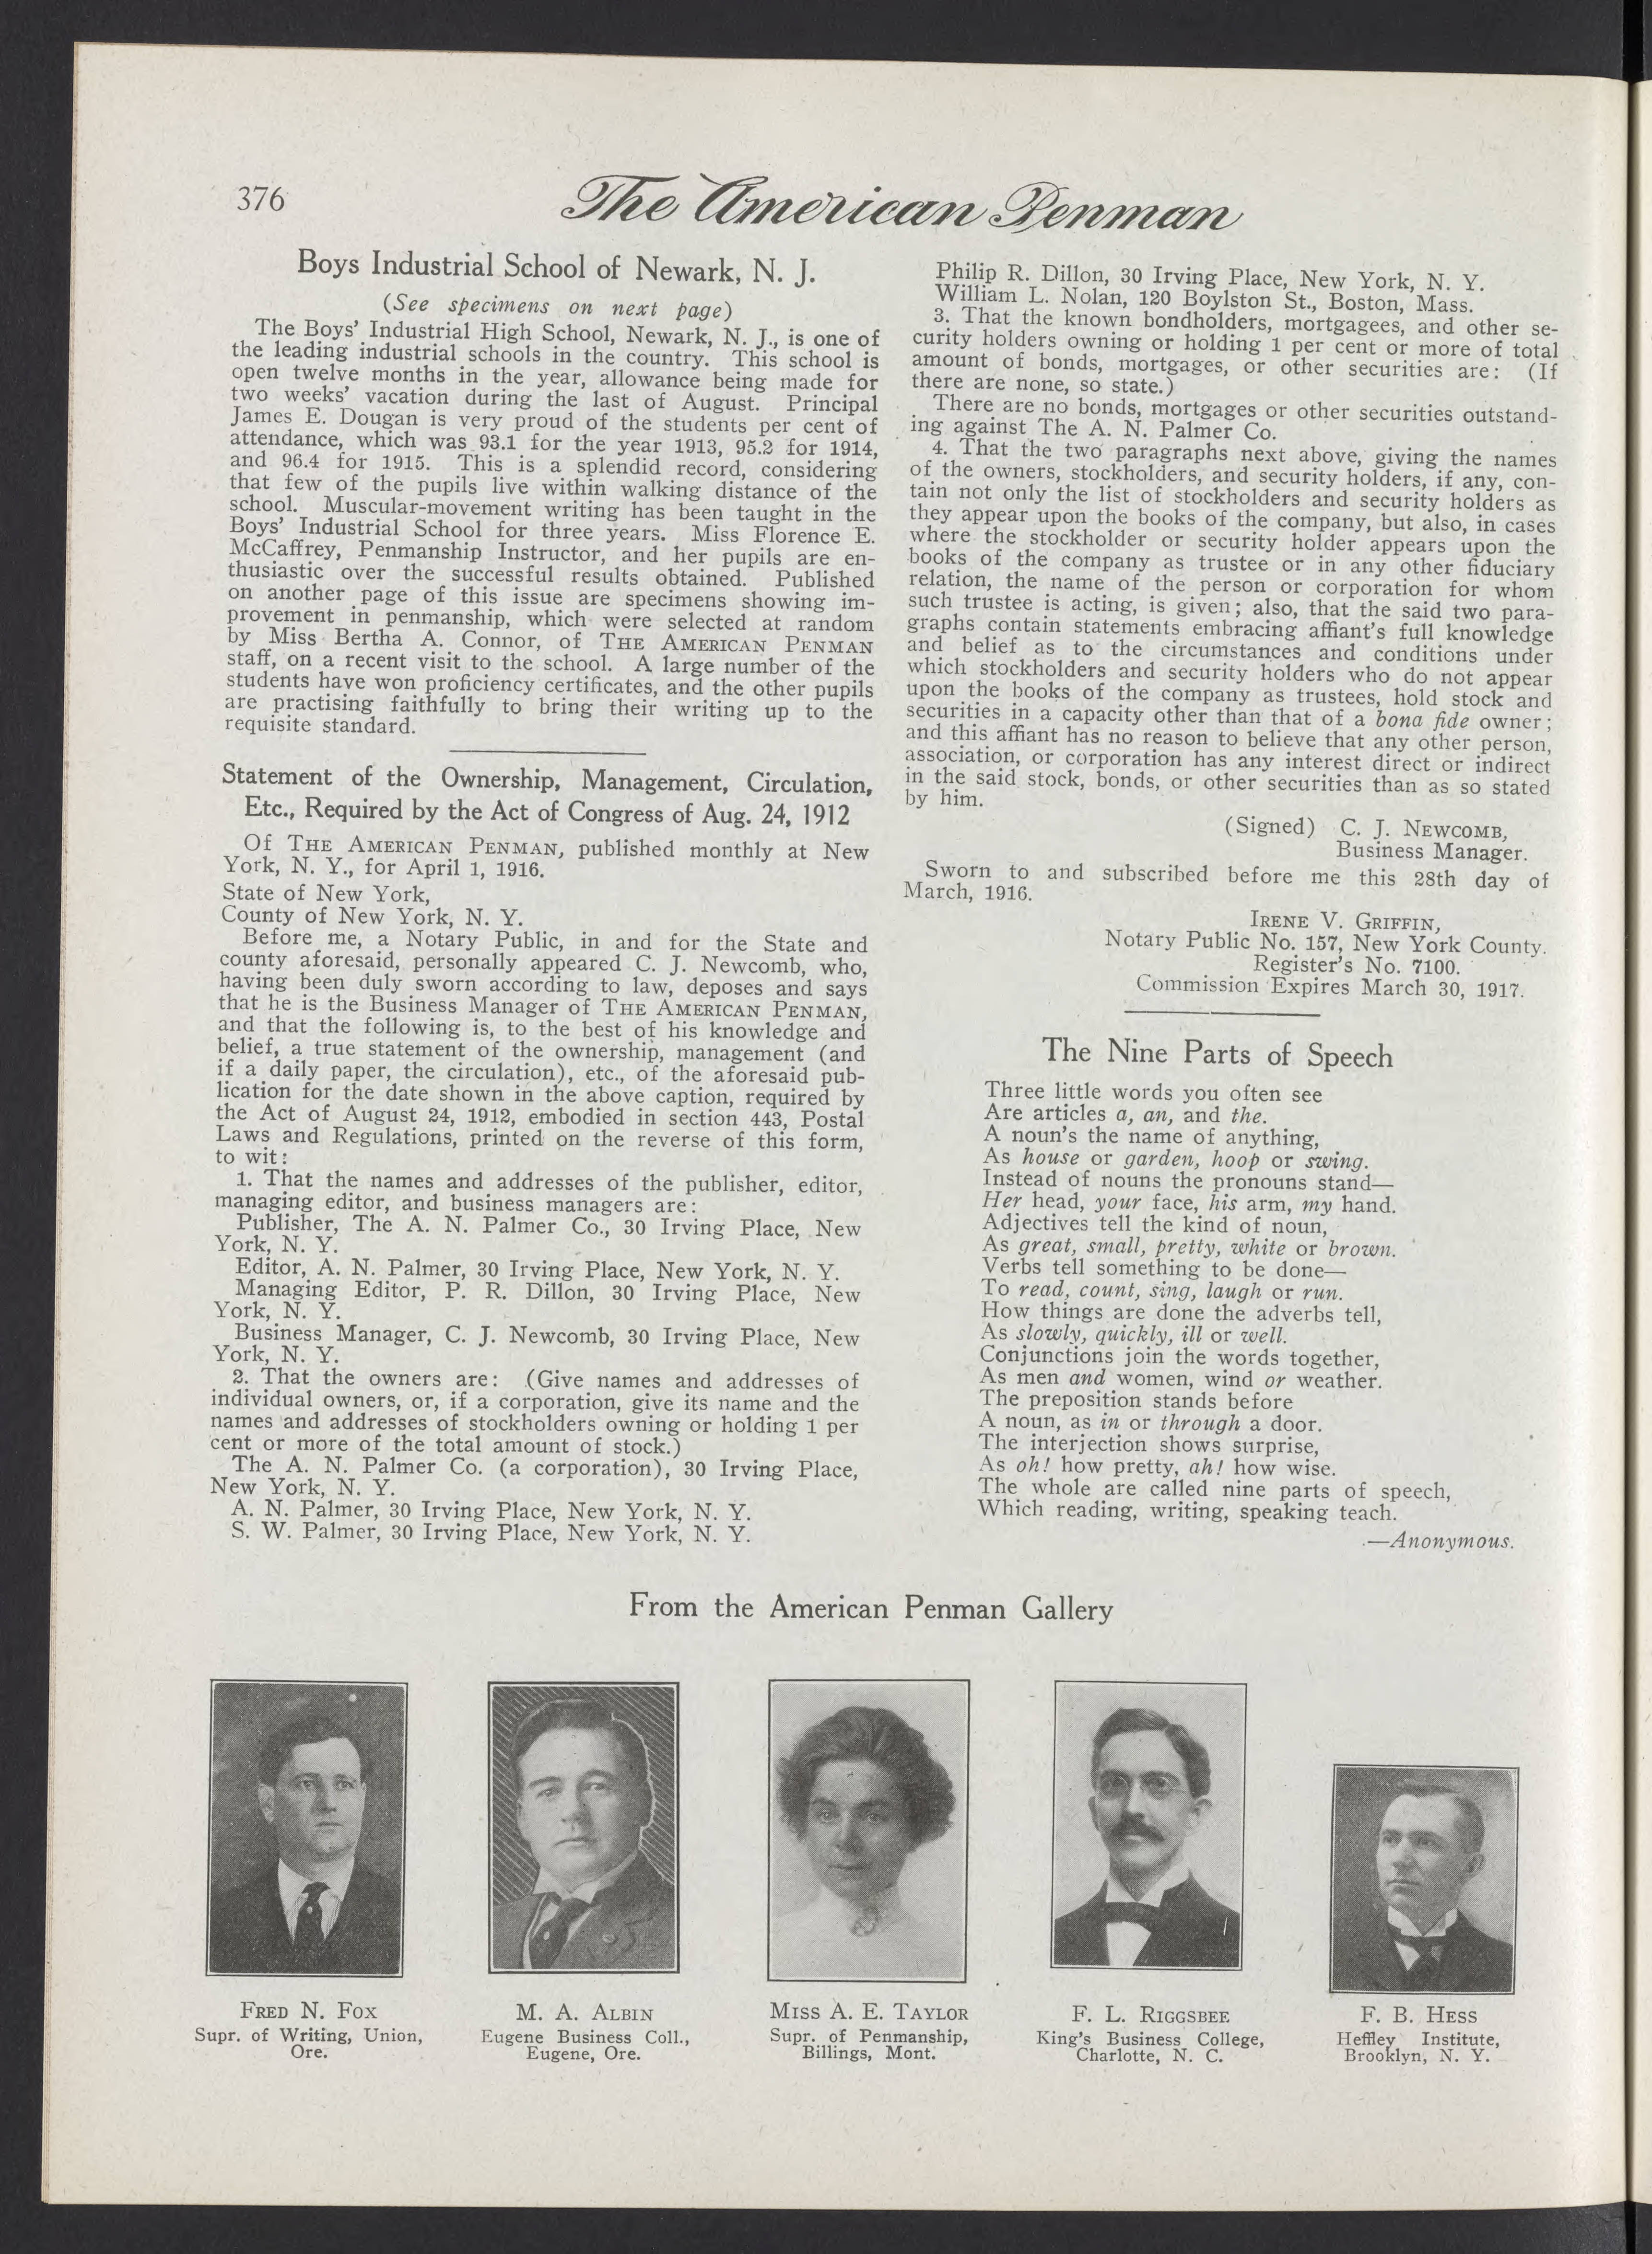 376
The American Penman
Boys Industrial School of Newark, N. J.
(See specimens on next page)
The Boys' Industrial High School, Newark, N. J., is one of
the leading industrial schools in the country. This school is
open twelve months in the year, allowance being made for
two weeks' vacation during the last of August. Principal
James E. Dougan is very proud of the students per cent of
attendance, which was 93.1 for the year 1913, 95.2 for 1914,
and 96.4 for 1915. This is a splendid record, considering
that few of the pupils live within walking distance of the
school. Muscular-movement writing has been taught in the
Boys' Industrial School for three years. Miss Florence E.
McCaffrey, Penmanship Instructor, and her pupils are en-
thusiastic over the successful results obtained. Published
on another page of this issue are specimens showing im-
provement in penmanship, which were selected at random
by Miss Bertha A. Connor, of THE AMERICAN PENMAN
staff, on a recent visit to the school. A large number of the
students have won proficiency certificates, and the other pupils
are practising faithfully to bring their writing up to the
requisite standard.
Statement of the Ownership, Management, Circulation,
Etc., Required by the Act of Congress of Aug. 24, 1912
Of THE AMERICAN PENMAN, published monthly at New
York, N. Y., for April 1, 1916.
State of New York,
County of New York, N. Y.
Before me, a Notary Public, in and for the State and
county aforesaid, personally appeared C. J. Newcomb, who,
having been duly sworn according to law, deposes and says
that he is the Business Manager of THE AMERICAN PENMAN,
and that the following is, to the best of his knowledge and
belief, a true statement of the ownership, management (and
if a daily paper, the circulation), etc., of the aforesaid pub-
lication for the date shown in the above caption, required by
the Act of August 24, 1912, embodied in section 443, Postal
Laws and Regulations, printed on the reverse of this form,
to wit:
1. That the names and addresses of the publisher, editor,
managing editor, and business managers are:
Publisher, The A. N. Palmer Co., 30 Irving Place, New
York, N. Y.
Editor, A. N. Palmer, 30 Irving Place, New York, N. Y.
Managing Editor, P. R. Dillon, 30 Irving Place, New
York, N. Y.
Business Manager, C. J. Newcomb, 30 Irving Place, New
York, N. Y.
2. That the owners are: (Give names and addresses of
individual owners, or, if a corporation, give its name and the
names and addresses of stockholders owning or holding 1 per
cent or more of the total amount of stock.)
The A. N. Palmer Co. (a corporation), 30 Irving Place,
New York, N. Y.
A. N. Palmer, 30 Irving Place, New York, N. Y.
S. W. Palmer, 30 Irving Place, New York, N. Y.
Philip R. Dillon, 30 Irving Place, New York, N. Y.
William L. Nolan, 120 Boylston St., Boston, Mass.
3. That the known bondholders, mortgagees, and other se-
curity holders owning or holding 1 per cent or more of total
amount of bonds, mortgages, or other securities are: (If
there are none, so state.)
There are no bonds, mortgages or other securities outstand-
ing against The A. N. Palmer Co.
4. That the two paragraphs next above, giving the names
of the owners, stockholders, and security holders, if any, con-
tain not only the list of stockholders and security holders as
they appear upon the books of the company, but also, in cases
where the stockholder or security holder appears upon the
books of the company as trustee or in any other fiduciary
relation, the name of the person or corporation for whom
such trustee is acting, is given; also, that the said two para-
graphs contain statements embracing affiant's full knowledge
and belief as to the circumstances and conditions under
which stockholders and security holders who do not appear
upon the books of the company as trustees, hold stock and
securities in a capacity other than that of a bona fide owner;
and this affiant has no reason to believe that any other person,
association, or corporation has any interest direct or indirect
in the said stock, bonds, or other securities than as so stated
by him.
(Signed) C. J. NEWCOMB,
Business Manager.
Sworn to and subscribed before me this 28th day of
March, 1916.
IRENE V. GRIFFIN,
Notary Public No. 157, New York County.
Register's No. 7100.
Commission Expires March 30, 1917.
The Nine Parts of Speech
Three little words you often see
Are articles a, an, and the.
A noun's the name of anything,
As house or garden, hoop or swing.
Instead of nouns the pronouns stand—
Her head, your face, his arm, my hand.
Adjectives tell the kind of noun,
As great, small, pretty, white or brown.
Verbs tell something to be done—
To read, count, sing, laugh or run.
How things are done the adverbs tell,
As slowly, quickly, ill or well.
Conjunctions join the words together,
As men and women, wind or weather.
The preposition stands before
A noun, as in or through a door.
The interjection shows surprise,
As oh! how pretty, ah! how wise.
The whole are called nine parts of speech,
Which reading, writing, speaking teach.
—Anonymous.
From the American Penman Gallery
FRED N. FOX
Supr. of Writing, Union,
Ore.
M. A. ALBIN
Eugene Business Coll.,
Eugene, Ore.
MISS A. E. TAYLOR
Supr. of Penmanship,
Billings, Mont.
F. L. RIGGSBEE
King's Business College,
Charlotte, N. C.
F. B. HESS
Heffley Institute,
Brooklyn, N. Y.